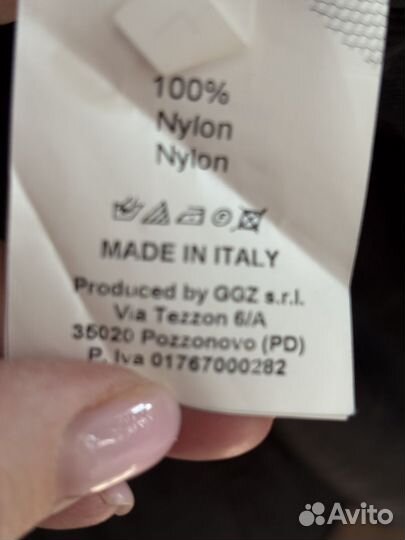 100%
Nylon
Nylon
MADE IN ITALY
Produced by GGZ s.r.l.
Via Tezzon 6/A
35020 Pozzonovo (PD)
P. Iva 01767000282
Avito